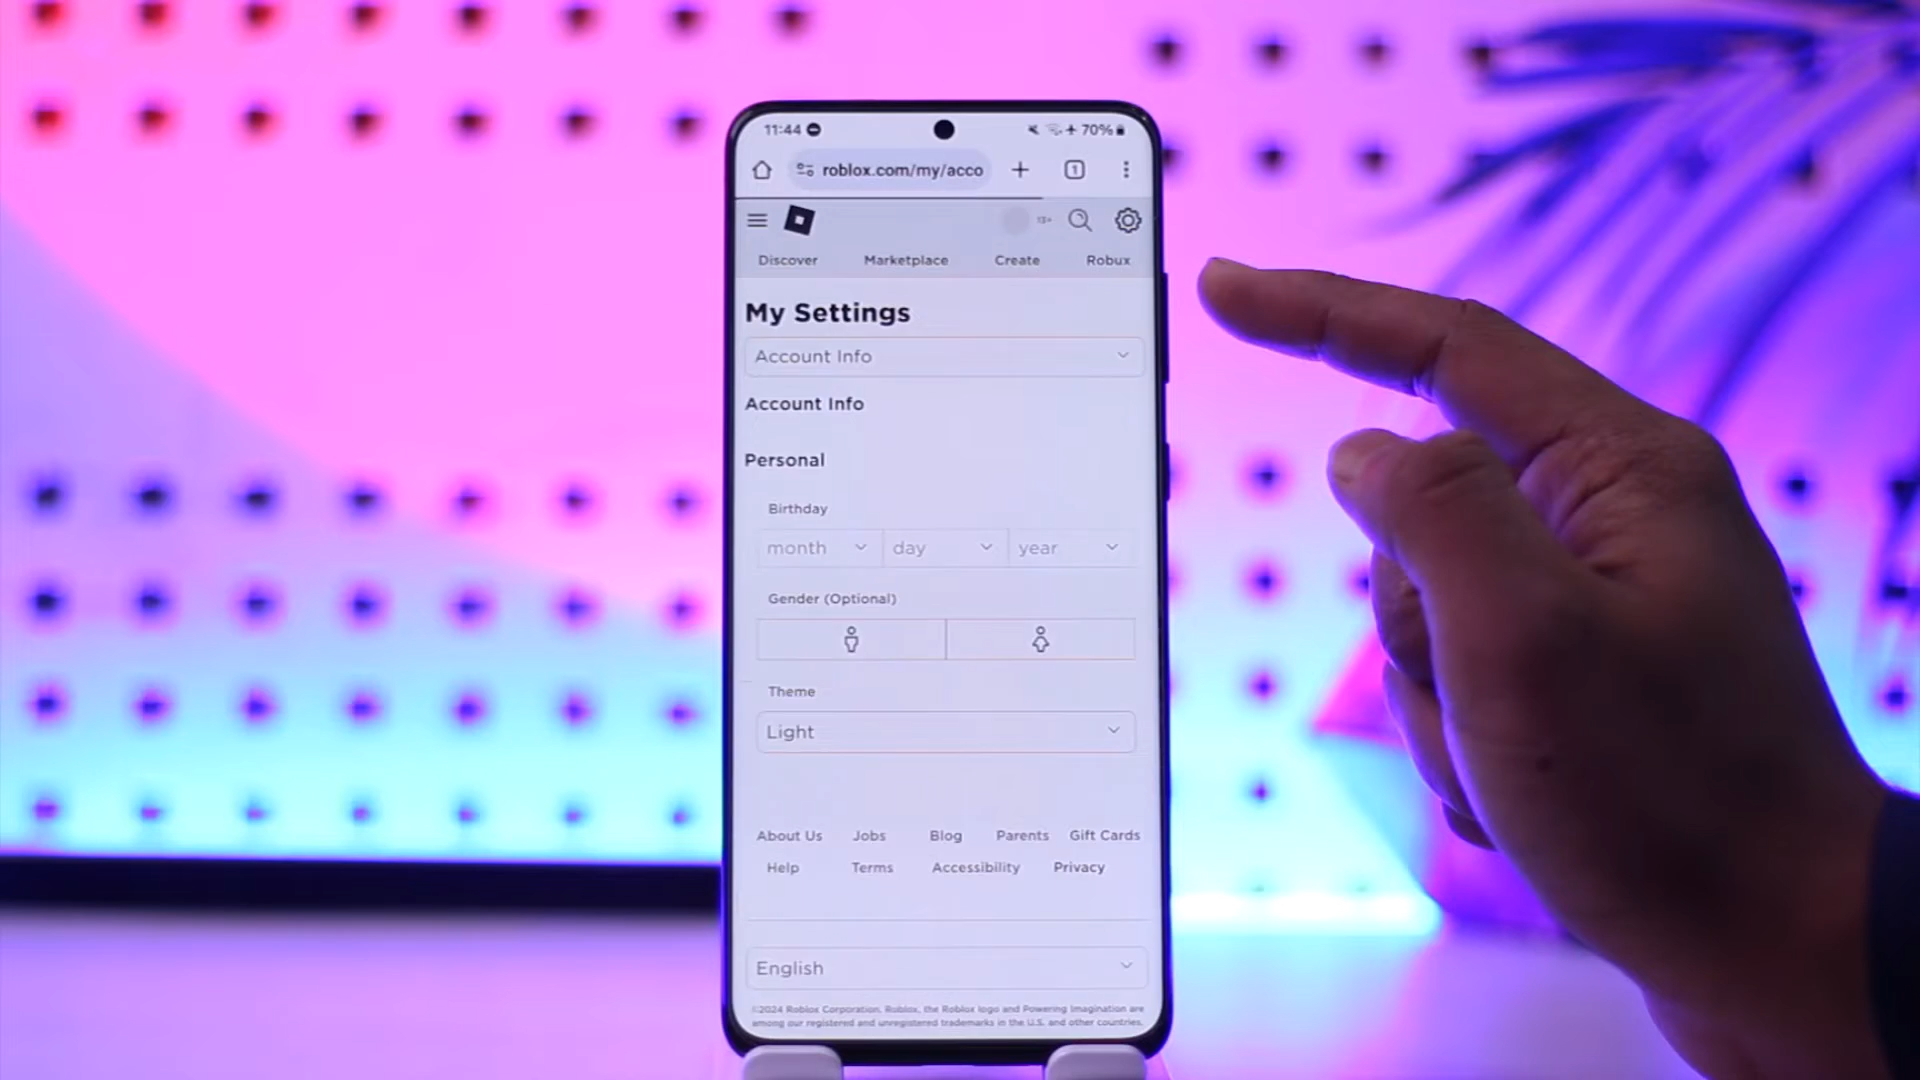 11:44 70%
roblox.com/my/acco 1
13+
Discover Marketplace Create Robux
My Settings
Account Info
Account Info
Personal
Birthday
month day year
Gender (Optional)
Theme
Light
About Us Jobs Blog Parents Gift Cards
Help Terms Accessibility Privacy
English
©2024 Roblox Corporation. Roblox, the Roblox logo and Powering Imagination are
among our registered and unregistered trademarks in the U.S. and other countries.